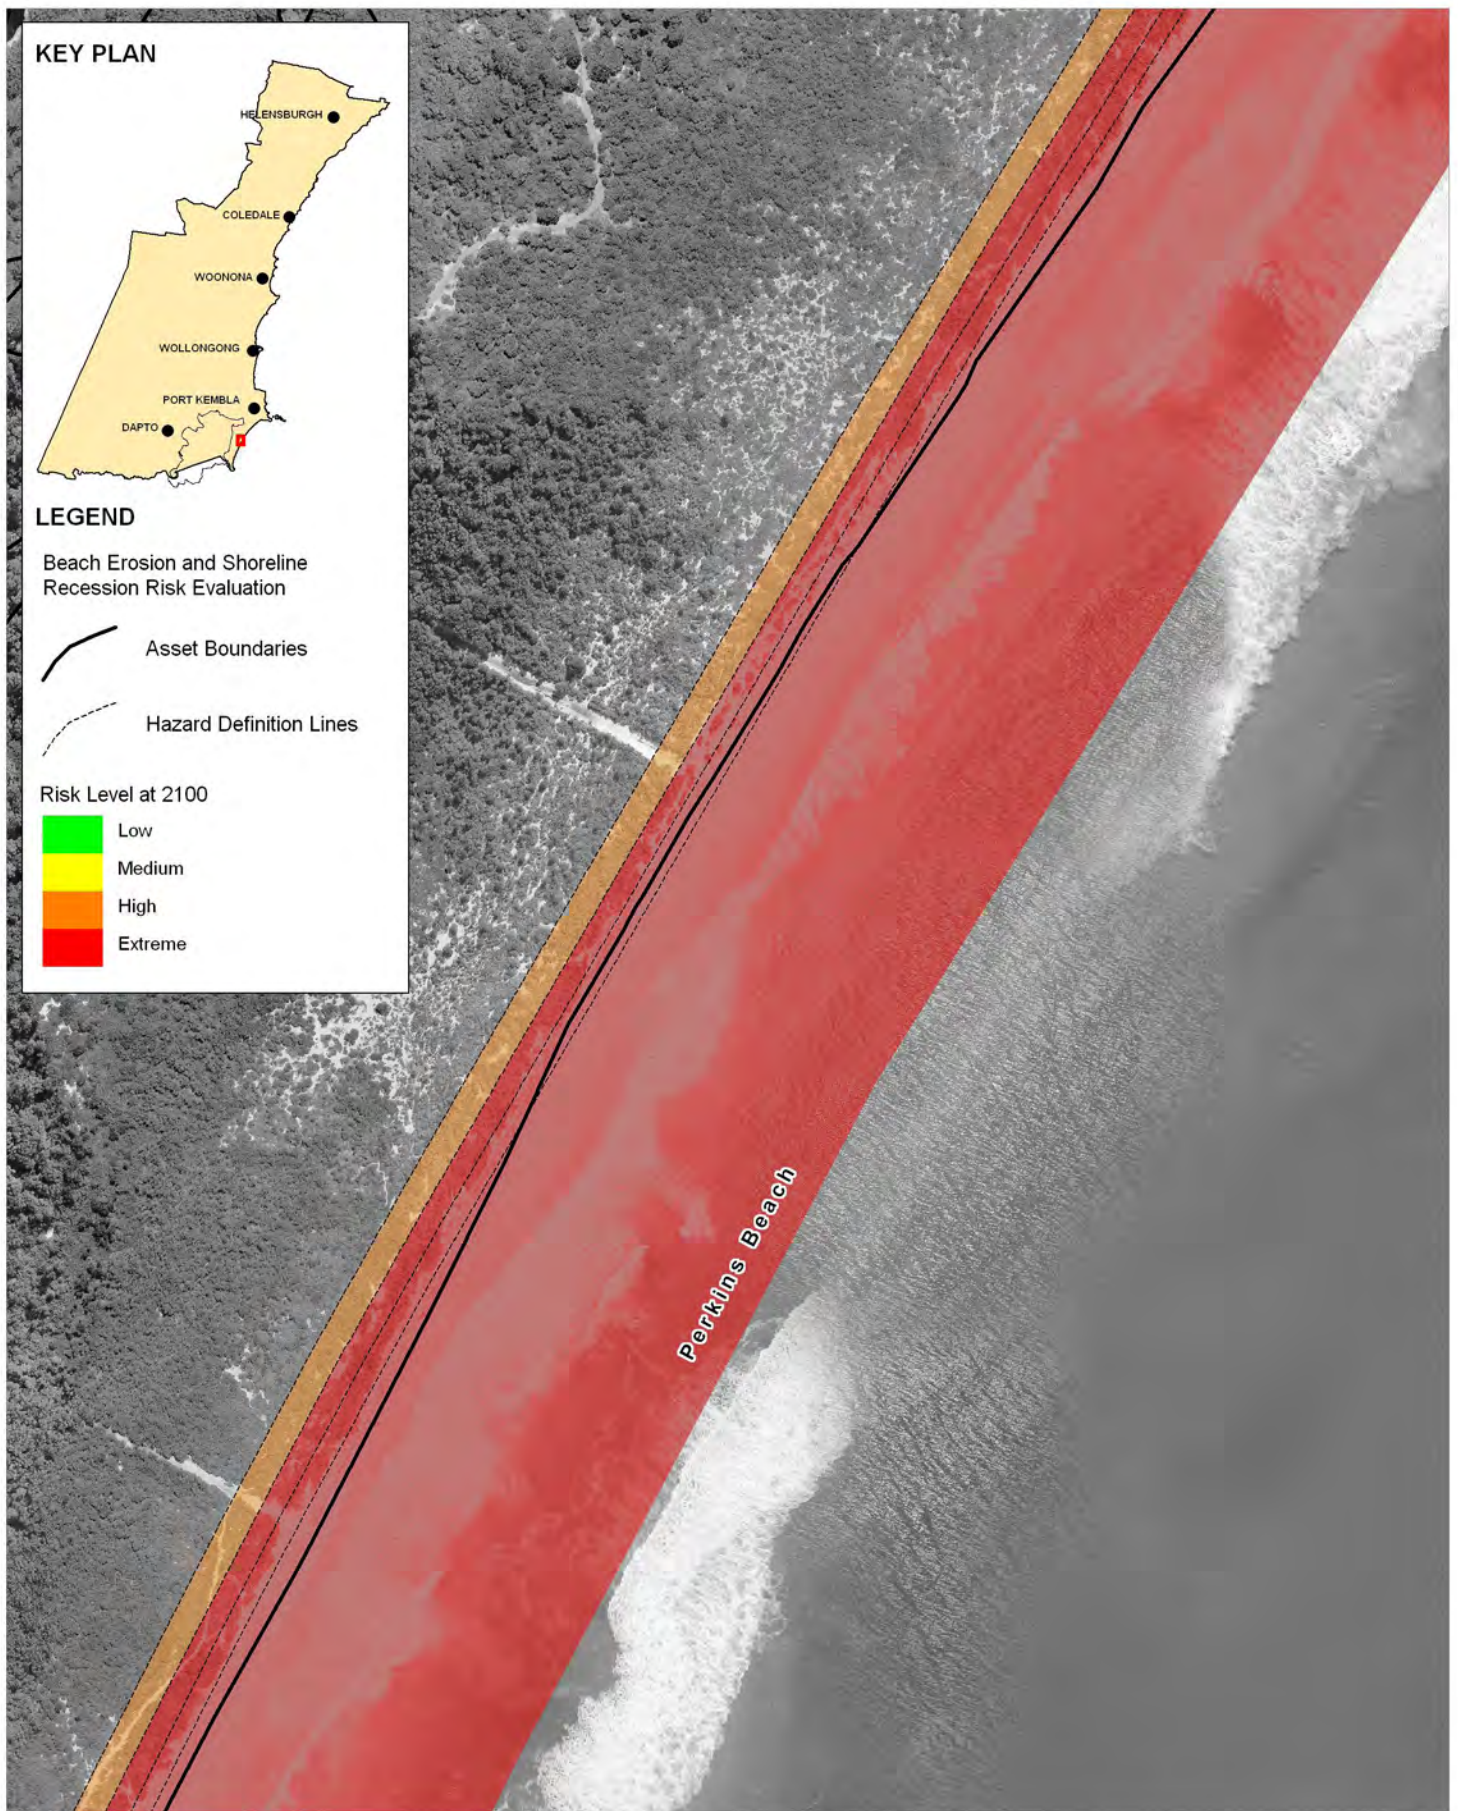 KEY PLAN
HELENSBURGH
COLEDALE
WOONONA
WOLLONGONG
PORT KEMBLA
DAPTO
LEGEND
Beach Erosion and Shoreline
Recession Risk Evaluation
Asset Boundaries
Hazard Definition Lines
Risk Level at 2100
Low
Medium
High
Extreme
Perkins Beach